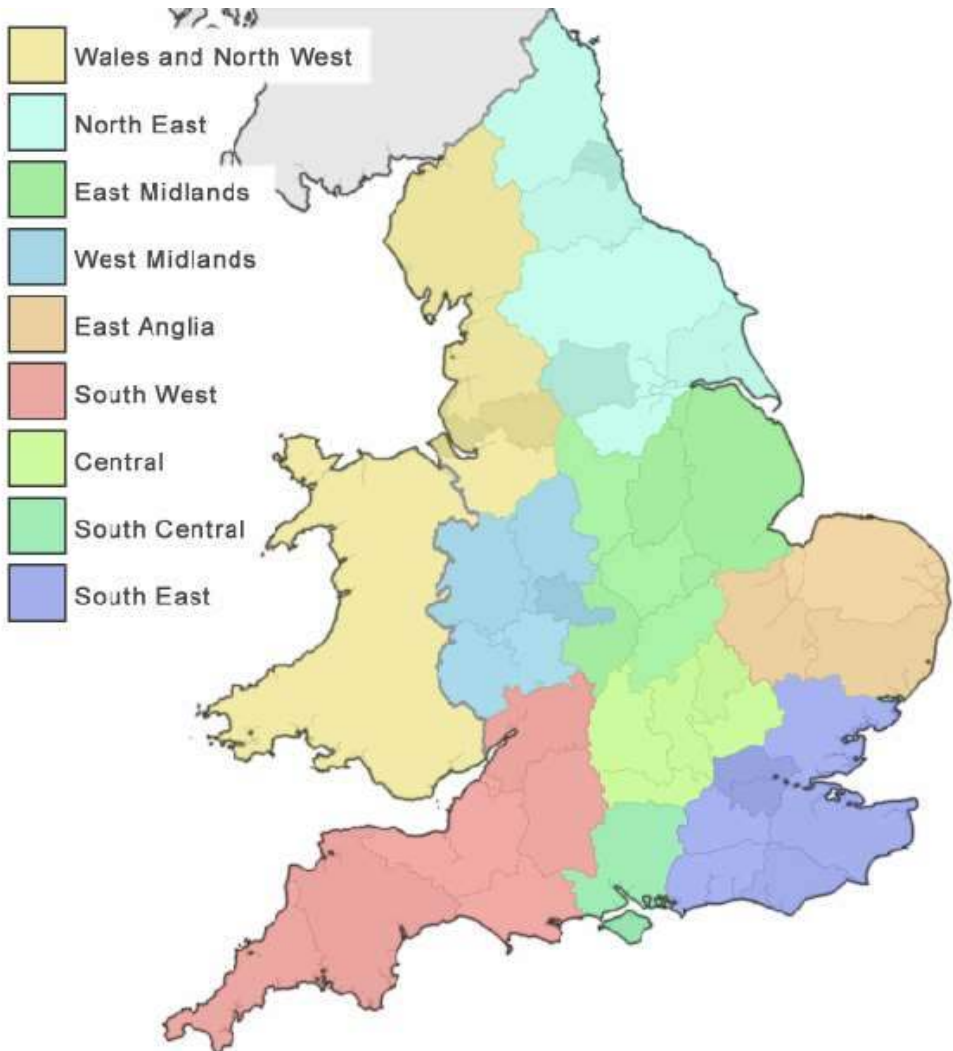 Wales and North West
North East
East Midlands
West Midlands
East Anglia
South West
Central
South Central
South East